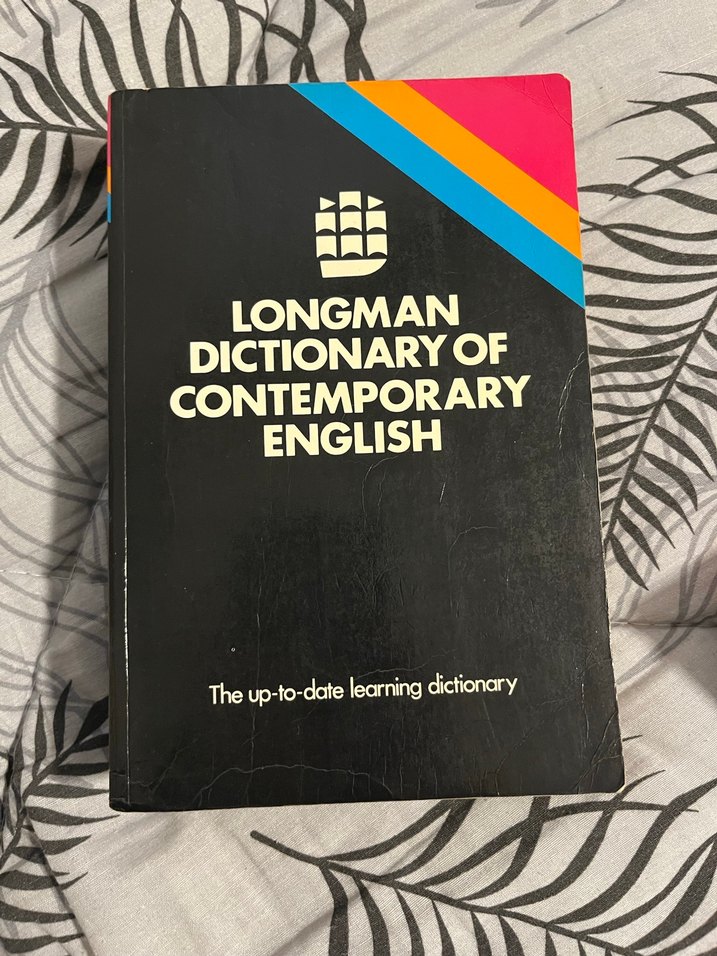 LONGMAN
DICTIONARY OF
CONTEMPORARY
ENGLISH
The up-to-date learning dictionary